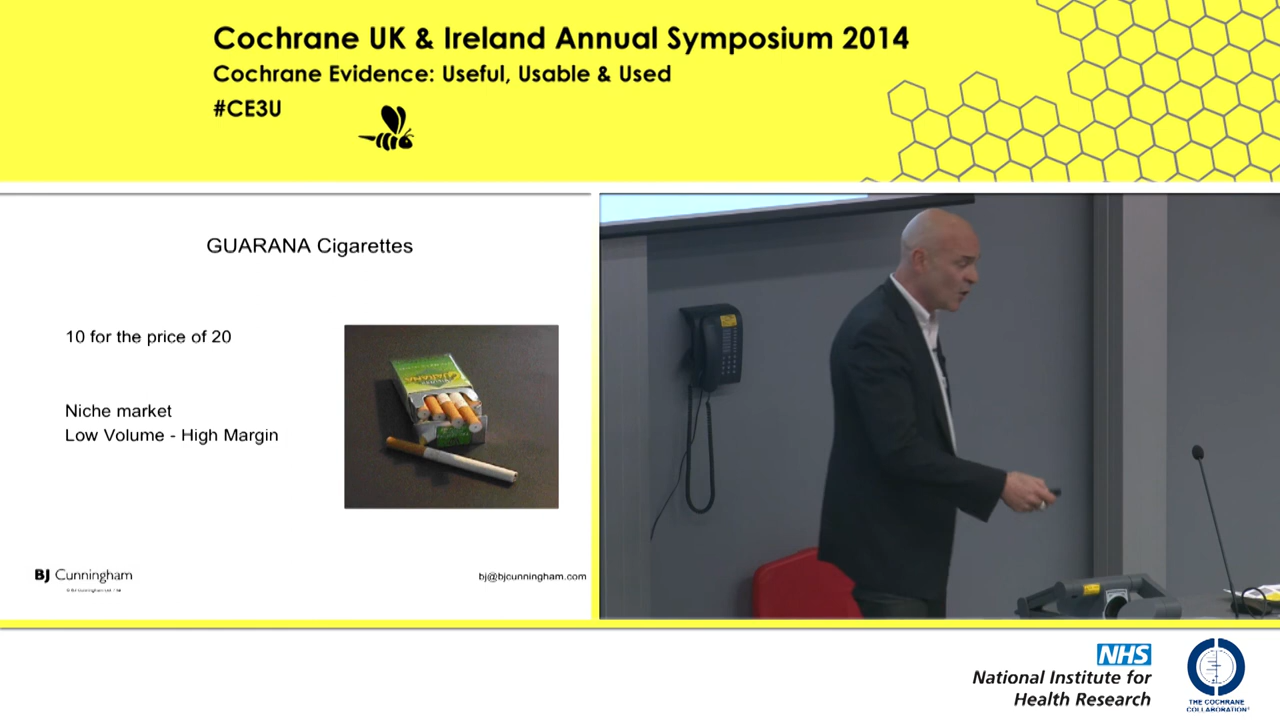 Cochrane UK & Ireland Annual Symposium 2014
Cochrane Evidence: Useful, Usable & Used
#CE3U
GUARANA Cigarettes
10 for the price of 20
Niche market
Low Volume - High Margin
BJ Cunningham
bj@bjcunningham.com
NHS
National Institute for
Health Research
THE COCHRANE
COLLABORATION®